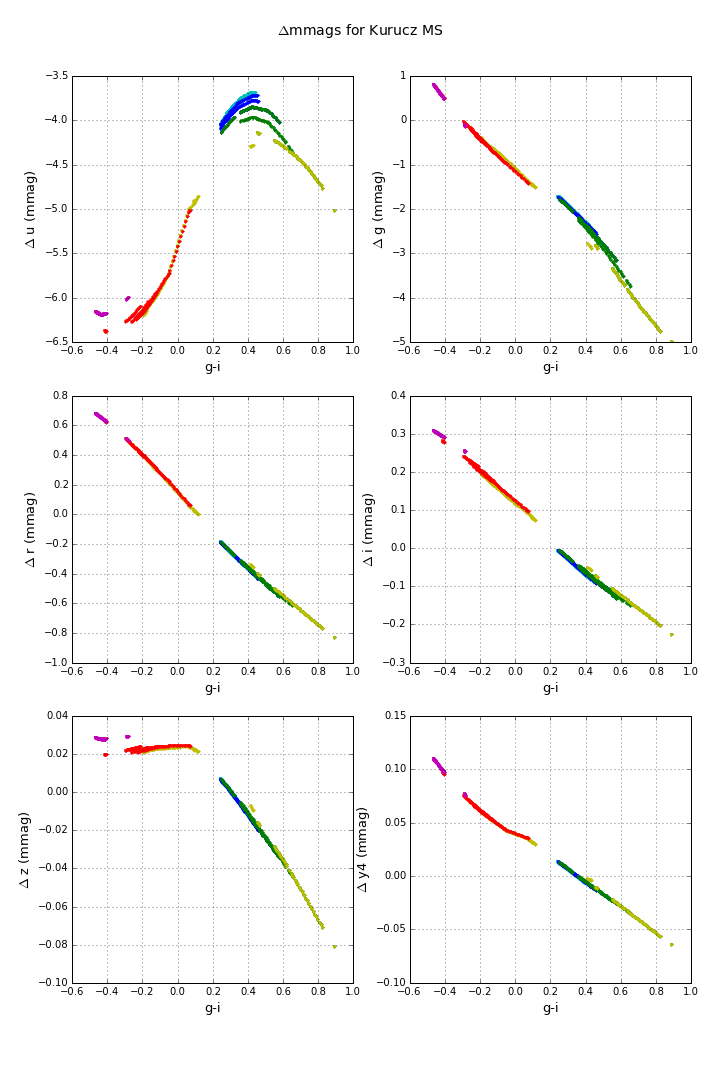 Δmmags for Kurucz MS
−3.5
−4.0
−4.5
−5.0
−5.5
−6.0
−6.5
Δ u (mmag)
−0.6 −0.4 −0.2 0.0 0.2 0.4 0.6 0.8 1.0
g-i
1
0
−1
−2
−3
−4
−5
Δ g (mmag)
−0.6 −0.4 −0.2 0.0 0.2 0.4 0.6 0.8 1.0
g-i
0.8
0.6
0.4
0.2
0.0
−0.2
−0.4
−0.6
−0.8
−1.0
Δ r (mmag)
−0.6 −0.4 −0.2 0.0 0.2 0.4 0.6 0.8 1.0
g-i
0.4
0.3
0.2
0.1
0.0
−0.1
−0.2
−0.3
Δ i (mmag)
−0.6 −0.4 −0.2 0.0 0.2 0.4 0.6 0.8 1.0
g-i
0.04
0.02
0.00
−0.02
−0.04
−0.06
−0.08
−0.10
Δ z (mmag)
−0.6 −0.4 −0.2 0.0 0.2 0.4 0.6 0.8 1.0
g-i
0.15
0.10
0.05
0.00
−0.05
−0.10
Δ y4 (mmag)
−0.6 −0.4 −0.2 0.0 0.2 0.4 0.6 0.8 1.0
g-i